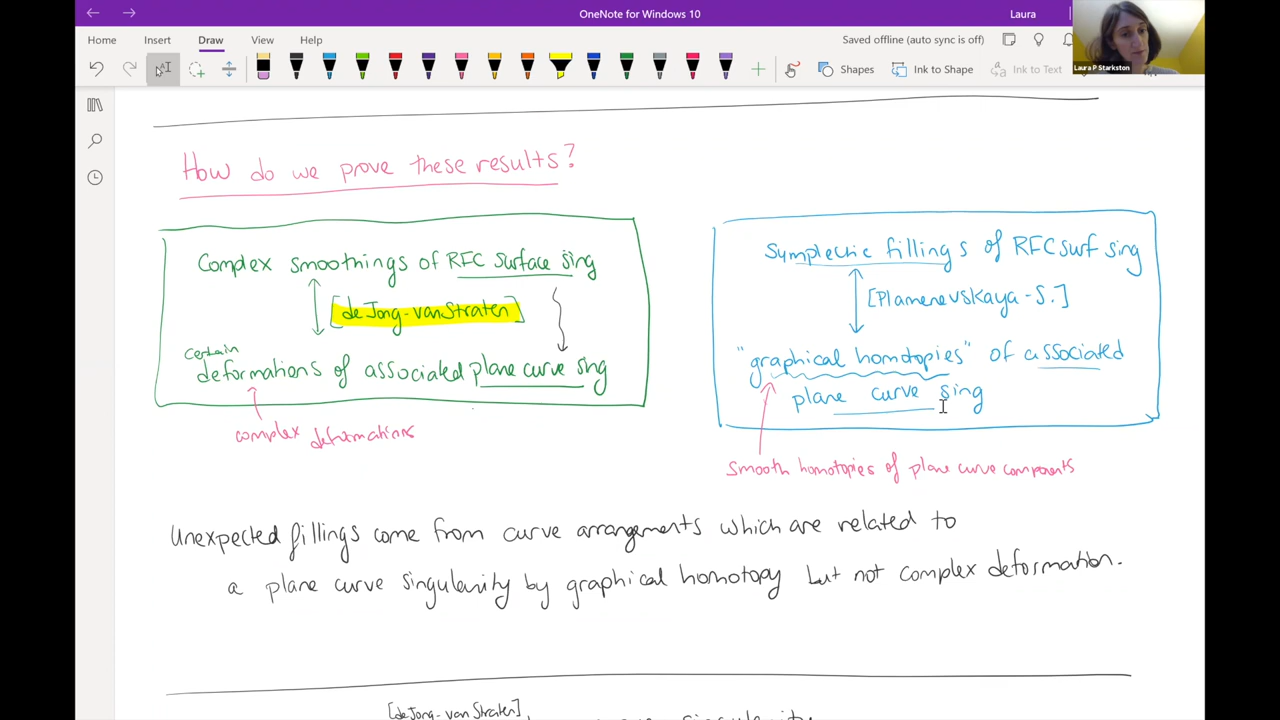 OneNote for Windows 10
Laura
Home Insert Draw View Help
Saved offline (auto sync is off)
Shapes Ink to Shape Ink to Text
Laura P Starkston
How do we prove these results?
Complex smoothings of RFC surface sing
[de Jong-van Straten]
certain
deformations of associated plane curve sing
complex deformations
Symplectic fillings of RFC surf sing
[Plamenevskaya-S.]
"graphical homotopies" of associated
plane curve sing
Smooth homotopies of plane curve components
Unexpected fillings come from curve arrangements which are related to
a plane curve singularity by graphical homotopy but not complex deformation.
[de Jong-van Straten],